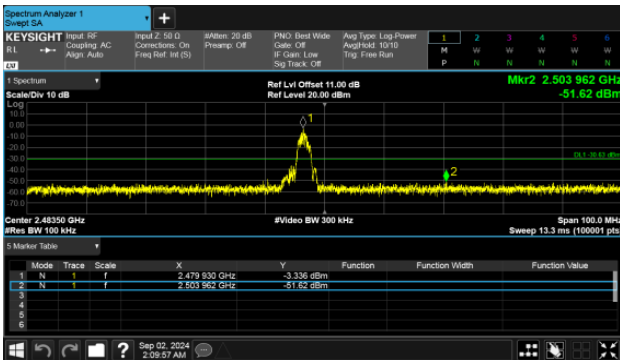 Spectrum Analyzer 1
Swept SA
+
KEYSIGHT
RL
LXI
Input: RF
Coupling: AC
Align: Auto
Input Z: 50 Ω
Corrections: On
Freq Ref: Int (S)
#Atten: 20 dB
Preamp: Off
PNO: Best Wide
Gate: Off
IF Gain: Low
Sig Track: Off
Avg Type: Log-Power
Avg|Hold: 10/10
Trig: Free Run
1 2 3 4 5 6
M W W W W W
P N N N N N
1 Spectrum
Scale/Div 10 dB
Ref Lvl Offset 11.00 dB
Ref Level 20.00 dBm
Mkr2 2.503 962 GHz
-51.62 dBm
Log
10.0
0.00
-10.0
-20.0
-30.0
-40.0
-50.0
-60.0
-70.0
1
2
Center 2.48350 GHz
#Res BW 100 kHz
#Video BW 300 kHz
Span 100.0 MHz
Sweep 13.3 ms (100001 pts)
5 Marker Table
Mode Trace Scale X Y Function Function Width Function Value
1 N 1 f 2.479 930 GHz -3.336 dBm
2 N 1 f 2.503 962 GHz -51.62 dBm
3
4
5
6
?
Sep 02, 2024
2:09:57 AM